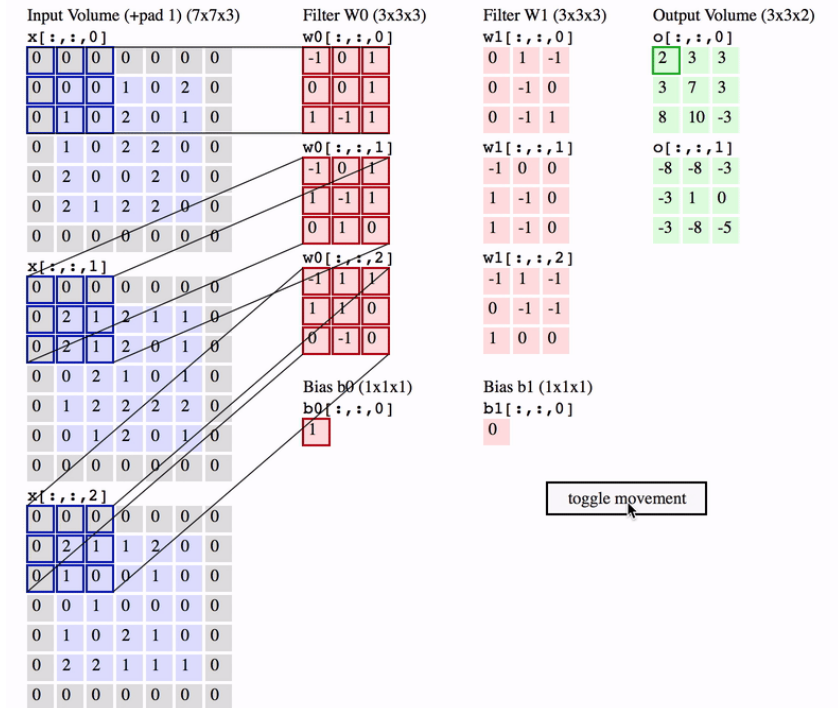 Input Volume (+pad 1) (7x7x3)
x[:,:,0]
0 0 0 0 0 0 0
0 0 0 1 0 2 0
0 1 0 2 0 1 0
0 1 0 2 2 0 0
0 2 0 0 2 0 0
0 2 1 2 2 0 0
0 0 0 0 0 0 0
x[:,:,1]
0 0 0 0 0 0 0
0 2 1 2 1 1 0
0 2 1 2 0 1 0
0 0 2 1 0 1 0
0 1 2 2 2 2 0
0 0 1 2 0 1 0
0 0 0 0 0 0 0
x[:,:,2]
0 0 0 0 0 0 0
0 2 1 1 2 0 0
0 1 0 0 1 0 0
0 0 1 0 0 0 0
0 1 0 2 1 0 0
0 2 2 1 1 1 0
0 0 0 0 0 0 0
Filter W0 (3x3x3)
w0[:,:,0]
-1 0 1
0 0 1
1 -1 1
w0[:,:,1]
-1 0 1
1 -1 1
0 1 0
w0[:,:,2]
-1 1 1
1 1 0
0 -1 0
Bias b0 (1x1x1)
b0[:,:,0]
1
Filter W1 (3x3x3)
w1[:,:,0]
0 1 -1
0 -1 0
0 -1 1
w1[:,:,1]
-1 0 0
1 -1 0
1 -1 0
w1[:,:,2]
-1 1 -1
0 -1 -1
1 0 0
Bias b1 (1x1x1)
b1[:,:,0]
0
Output Volume (3x3x2)
o[:,:,0]
2 3 3
3 7 3
8 10 -3
o[:,:,1]
-8 -8 -3
-3 1 0
-3 -8 -5
toggle movement